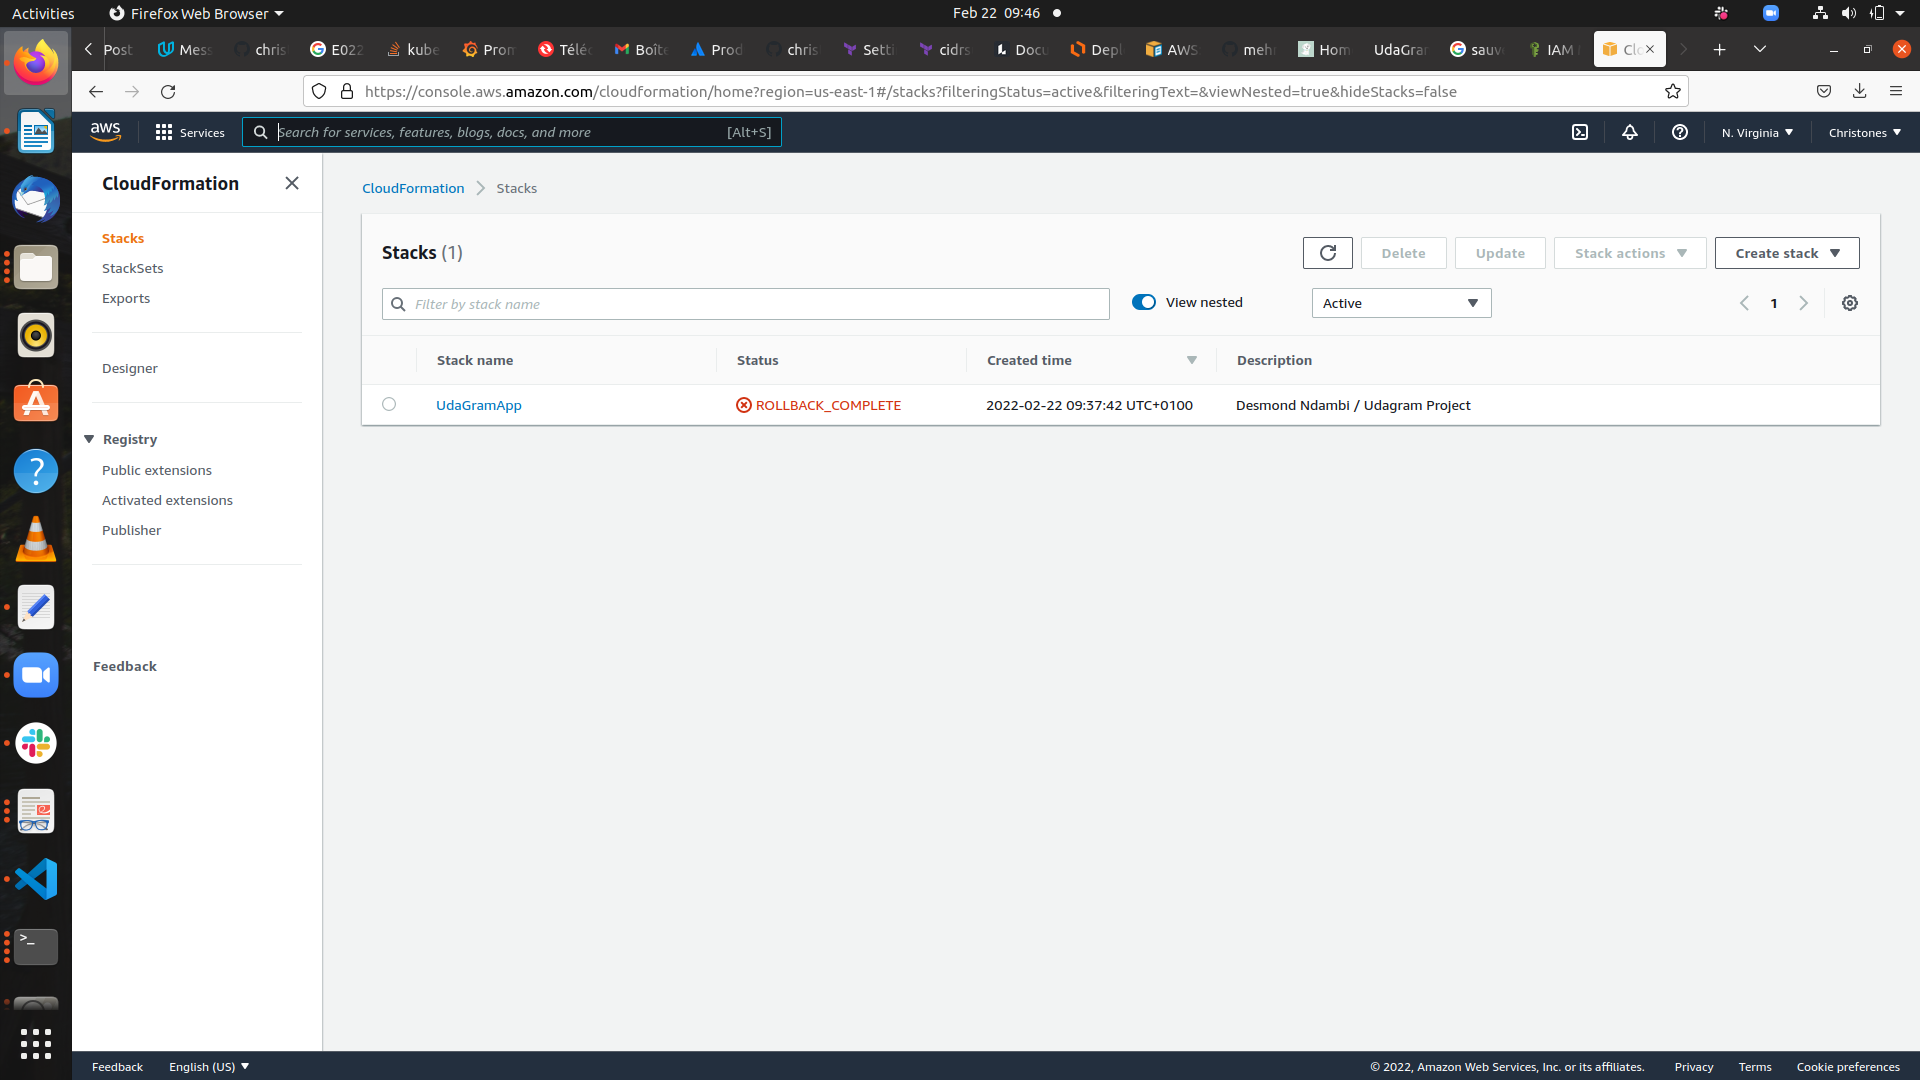 Activities Firefox Web Browser Feb 22 09:46
Post Mess chris E022 kube Prom Télé Boîte Prod chris Setti cidrs Docu Depl AWS mehr Hom UdaGra sauv IAM Clo
https://console.aws.amazon.com/cloudformation/home?region=us-east-1#/stacks?filteringStatus=active&filteringText=&viewNested=true&hideStacks=false
aws Services Search for services, features, blogs, docs, and more [Alt+S] N. Virginia Christones
CloudFormation
CloudFormation Stacks
Stacks
StackSets
Exports
Designer
Registry
Public extensions
Activated extensions
Publisher
Feedback
Stacks (1) Delete Update Stack actions Create stack
Filter by stack name View nested Active 1
Stack name Status Created time Description
UdaGramApp ROLLBACK_COMPLETE 2022-02-22 09:37:42 UTC+0100 Desmond Ndambi / Udagram Project
Feedback English (US) © 2022, Amazon Web Services, Inc. or its affiliates. Privacy Terms Cookie preferences